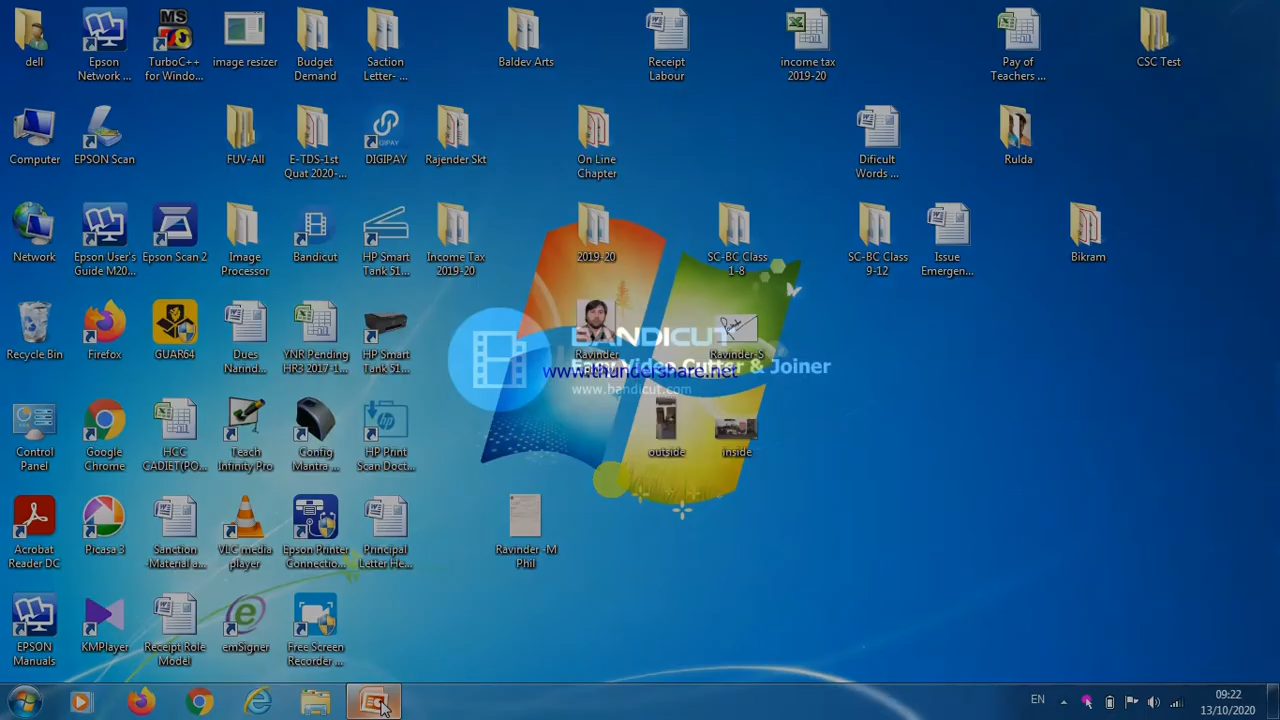 dell
Epson
Network ...
TurboC++
for Windo...
image resizer
Budget
Demand
Saction
Letter- ...
Baldev Arts
Receipt
Labour
income tax
2019-20
Pay of
Teachers ...
CSC Test
Computer
EPSON Scan
FUV-All
E-TDS-1st
Quat 2020-...
DIGIPAY
Rajender Skt
On Line
Chapter
Dificult
Words ...
Rulda
Network
Epson User's
Guide M20...
Epson Scan 2
Image
Processor
Bandicut
HP Smart
Tank 51...
Income Tax
2019-20
2019-20
SC-BC Class
1-8
SC-BC Class
9-12
Issue
Emergen...
Bikram
Recycle Bin
Firefox
GUAR64
Dues
Narind...
YNR Pending
HR3 2017-1...
HP Smart
Tank 51...
Ravinder
Ravinder-S
BANDICUT
Easy Video Cutter & Joiner
www.thundershare.net
www.bandicut.com
Control
Panel
Google
Chrome
HCC
CADIET(PO...
Teach
Infinity Pro
Config
Mantra ...
HP Print
Scan Doct...
outside
inside
Acrobat
Reader DC
Picasa 3
Sanction
-Material a...
VLC media
player
Epson Printer
Connectio...
Principal
Letter He...
Ravinder -M
Phil
EPSON
Manuals
KMPlayer
Receipt Role
Model
emSigner
Free Screen
Recorder ...
EN
09:22
13/10/2020